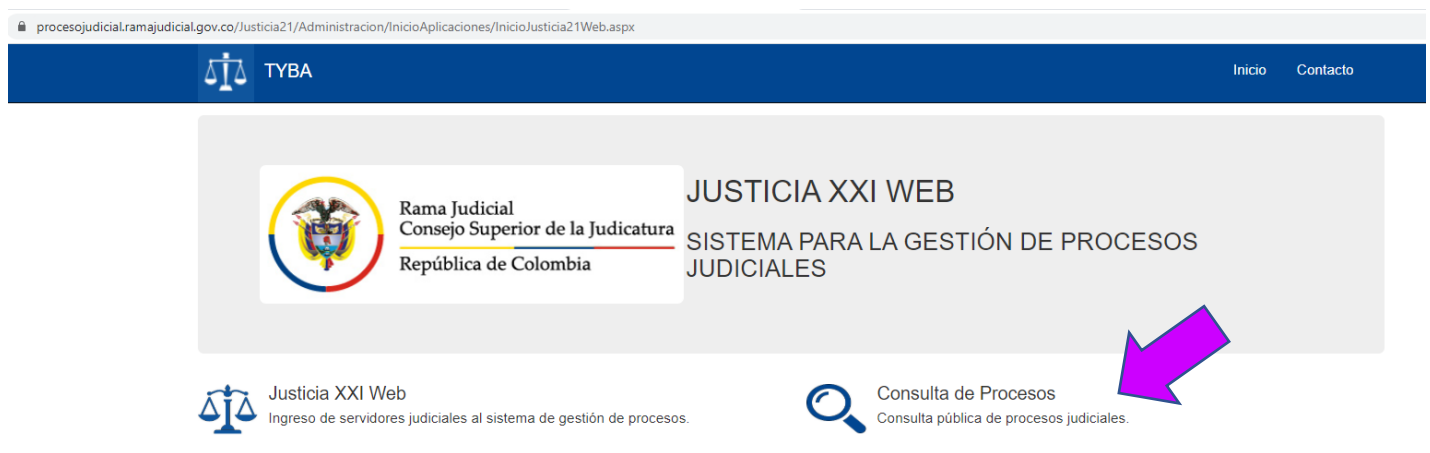 procesojudicial.ramajudicial.gov.co/Justicia21/Administracion/InicioAplicaciones/InicioJusticia21Web.aspx
TYBA
Inicio
Contacto
Rama Judicial
Consejo Superior de la Judicatura
República de Colombia
JUSTICIA XXI WEB
SISTEMA PARA LA GESTIÓN DE PROCESOS
JUDICIALES
Justicia XXI Web
Ingreso de servidores judiciales al sistema de gestión de procesos.
Consulta de Procesos
Consulta pública de procesos judiciales.